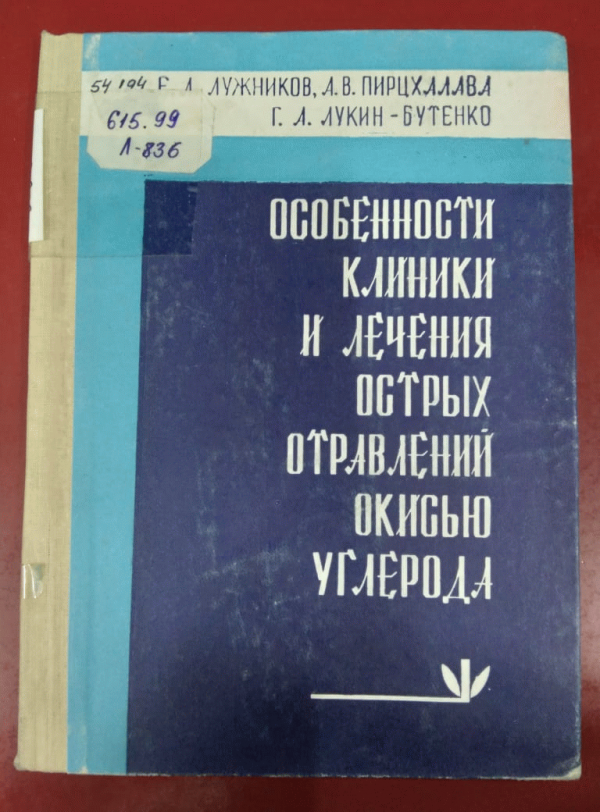 54 194 Е. А. ЛУЖНИКОВ, А.В. ПИРЦХАЛАВА
Г. Л. ЛУКИН-БУТЕНКО
615.99
Л-836
ОСОБЕННОСТИ
КЛИНИКИ
И ЛЕЧЕНИЯ
ОСТРЫХ
ОТРАВЛЕНИЙ
ОКИСЬЮ
УГЛЕРОДА